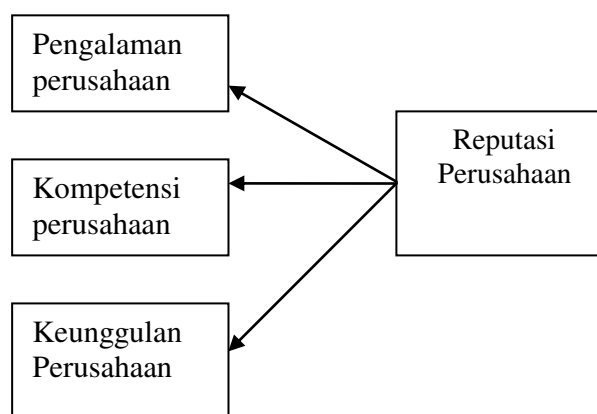 Pengalaman
perusahaan
Reputasi
Perusahaan
Kompetensi
perusahaan
Keunggulan
Perusahaan